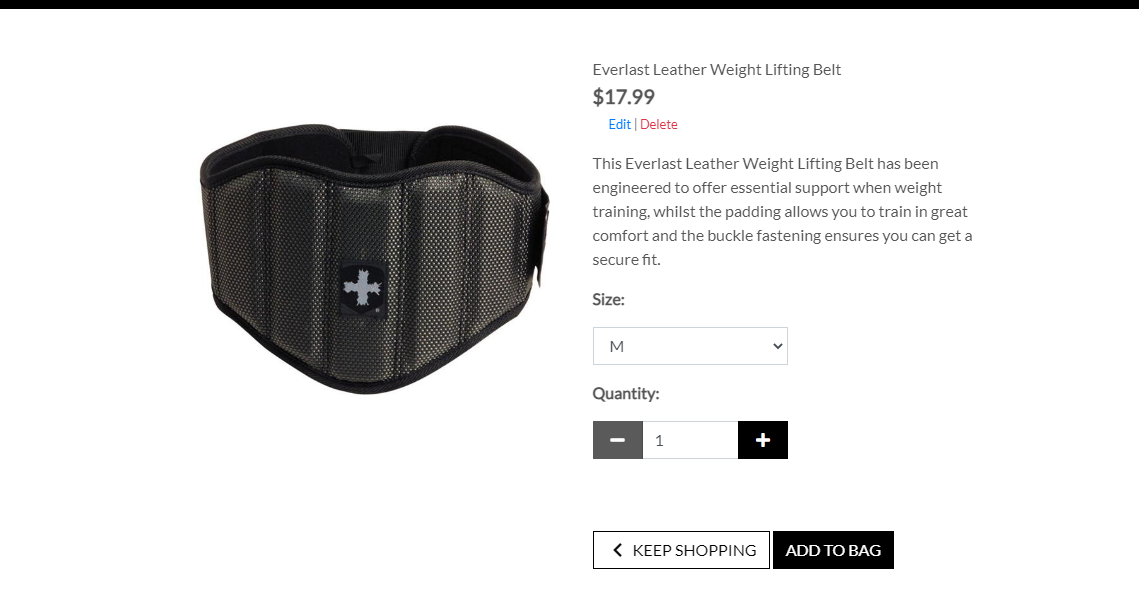 Everlast Leather Weight Lifting Belt
$17.99
Edit | Delete
This Everlast Leather Weight Lifting Belt has been
engineered to offer essential support when weight
training, whilst the padding allows you to train in great
comfort and the buckle fastening ensures you can get a
secure fit.
Size:
M
Quantity:
1
KEEP SHOPPING
ADD TO BAG